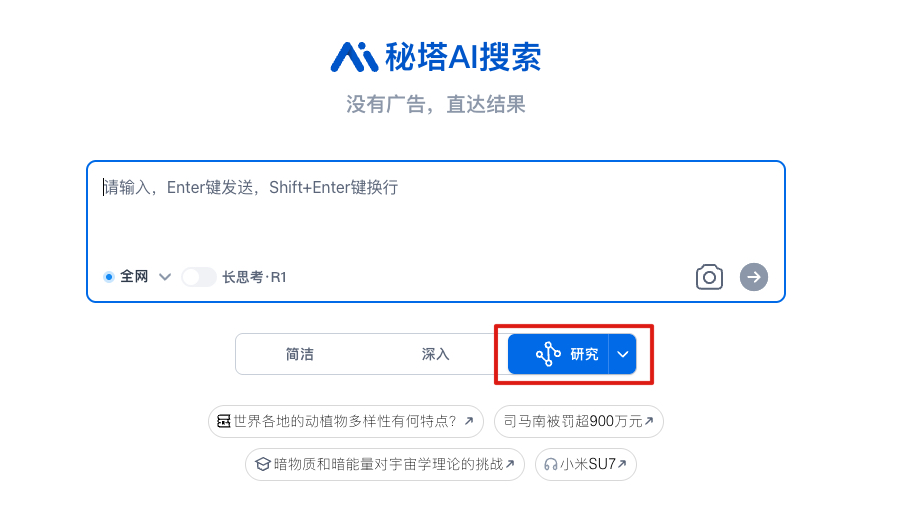 秘塔AI搜索
没有广告，直达结果
请输入，Enter键发送，Shift+Enter键换行
全网 长思考·R1
简洁 深入 研究
世界各地的动植物多样性有何特点？ 司马南被罚超900万元
暗物质和暗能量对宇宙学理论的挑战 小米SU7